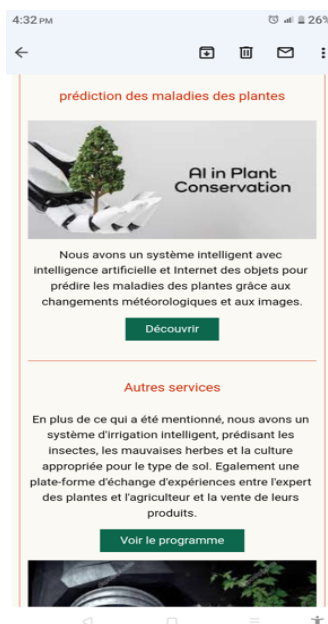 4:32 PM
26%
prédiction des maladies des plantes
AI in Plant
Conservation
Nous avons un système intelligent avec
intelligence artificielle et Internet des objets pour
prédire les maladies des plantes grâce aux
changements météorologiques et aux images.
Découvrir
Autres services
En plus de ce qui a été mentionné, nous avons un
système d'irrigation intelligent, prédisant les
insectes, les mauvaises herbes et la culture
appropriée pour le type de sol. Egalement une
plate-forme d'échange d'expériences entre l'expert
des plantes et l'agriculteur et la vente de leurs
produits.
Voir le programme